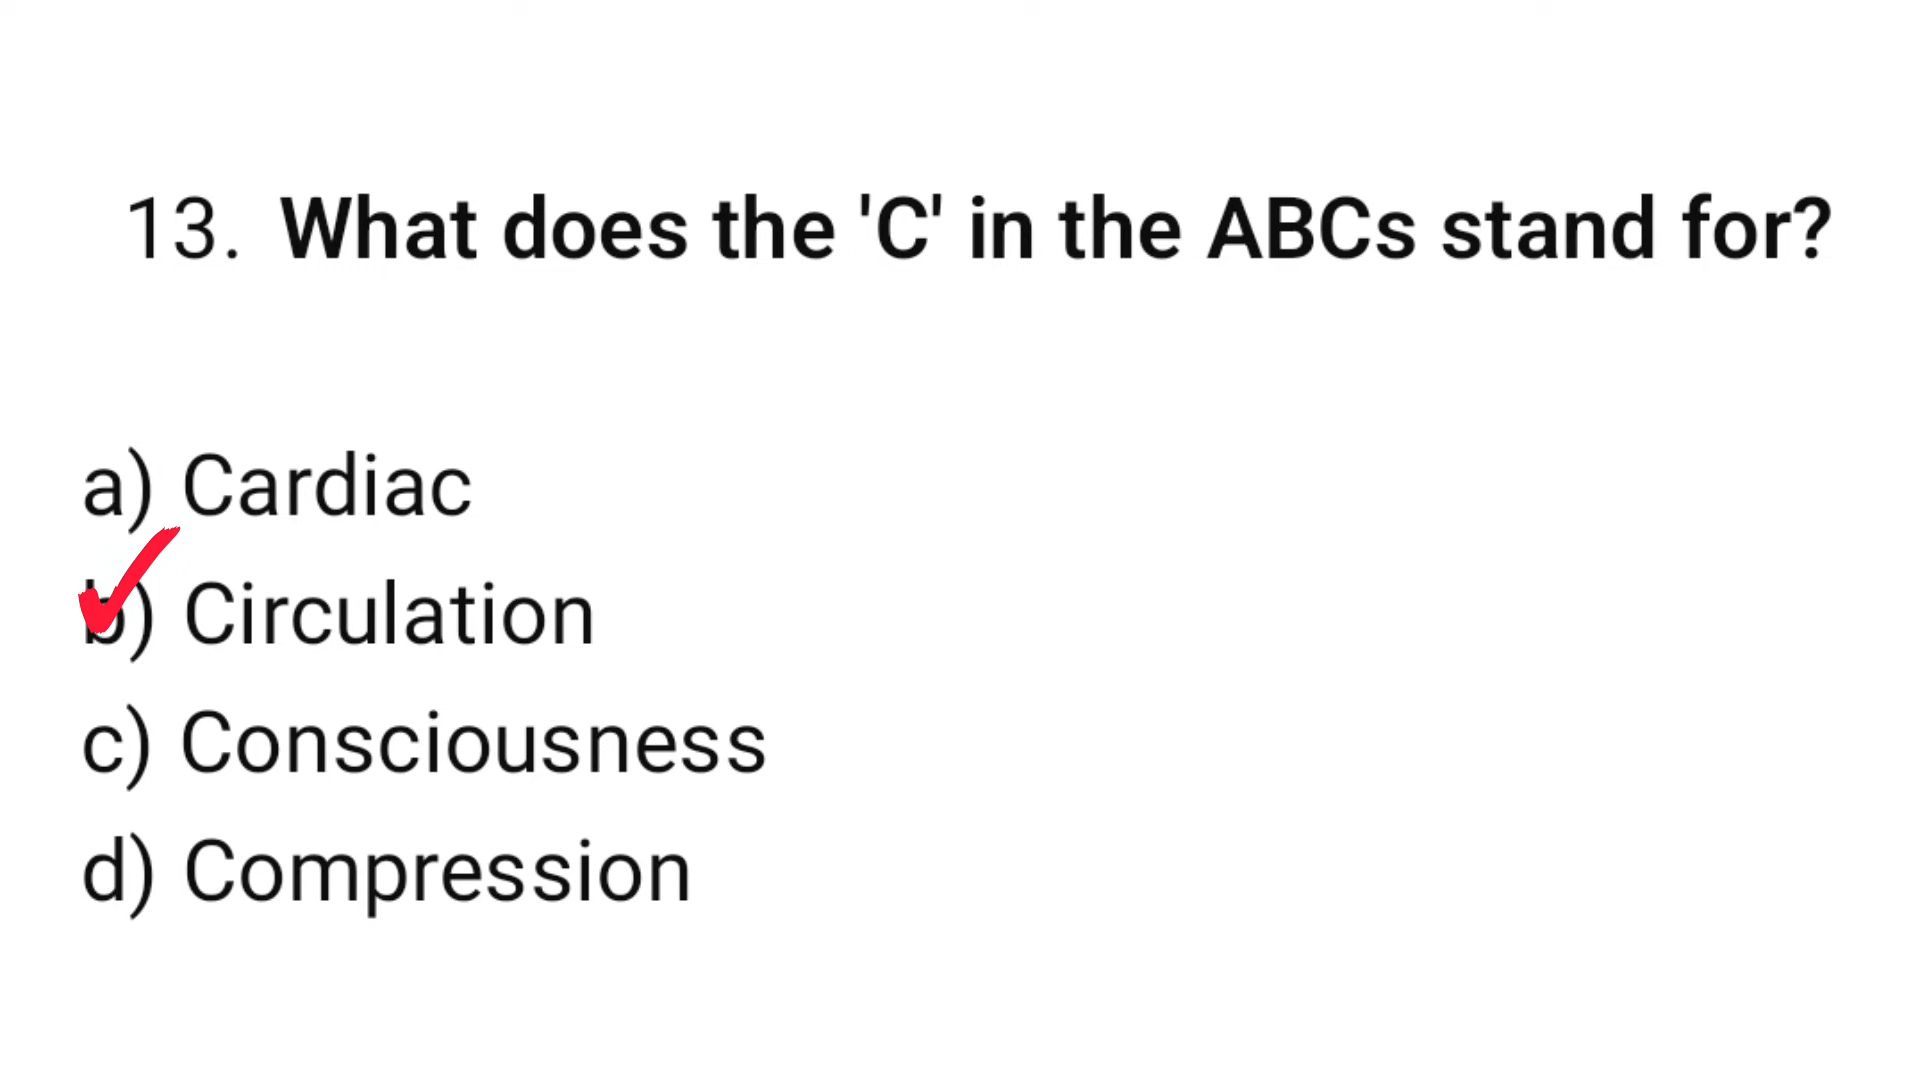 13. What does the 'C' in the ABCs stand for?
a) Cardiac
b) Circulation
c) Consciousness
d) Compression